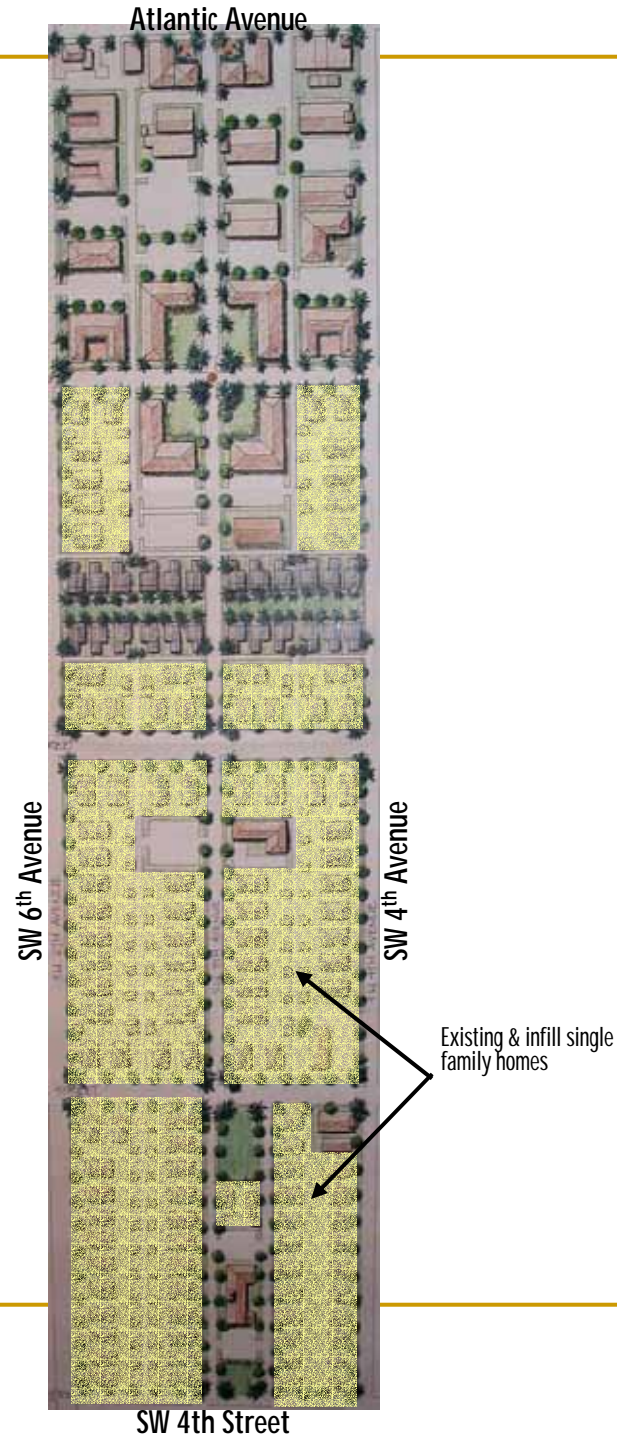 Atlantic Avenue
SW 6th Avenue
SW 4th Avenue
Existing & infill single
family homes
SW 4th Street